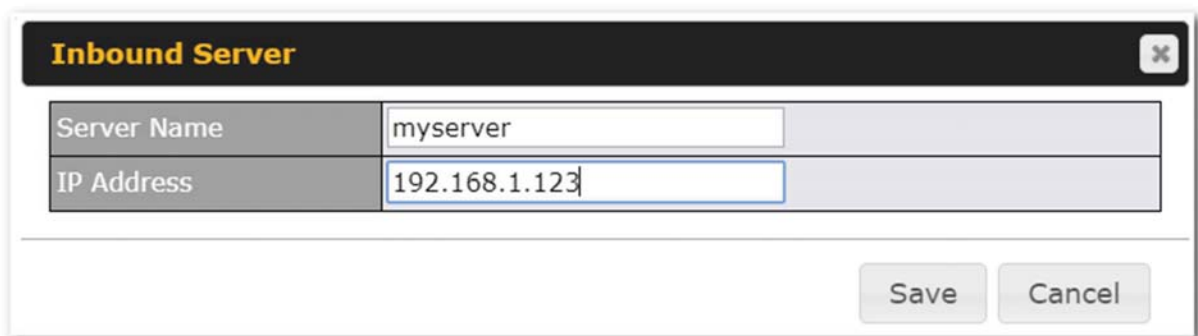 Inbound Server
Server Name myserver
IP Address 192.168.1.123
Save Cancel